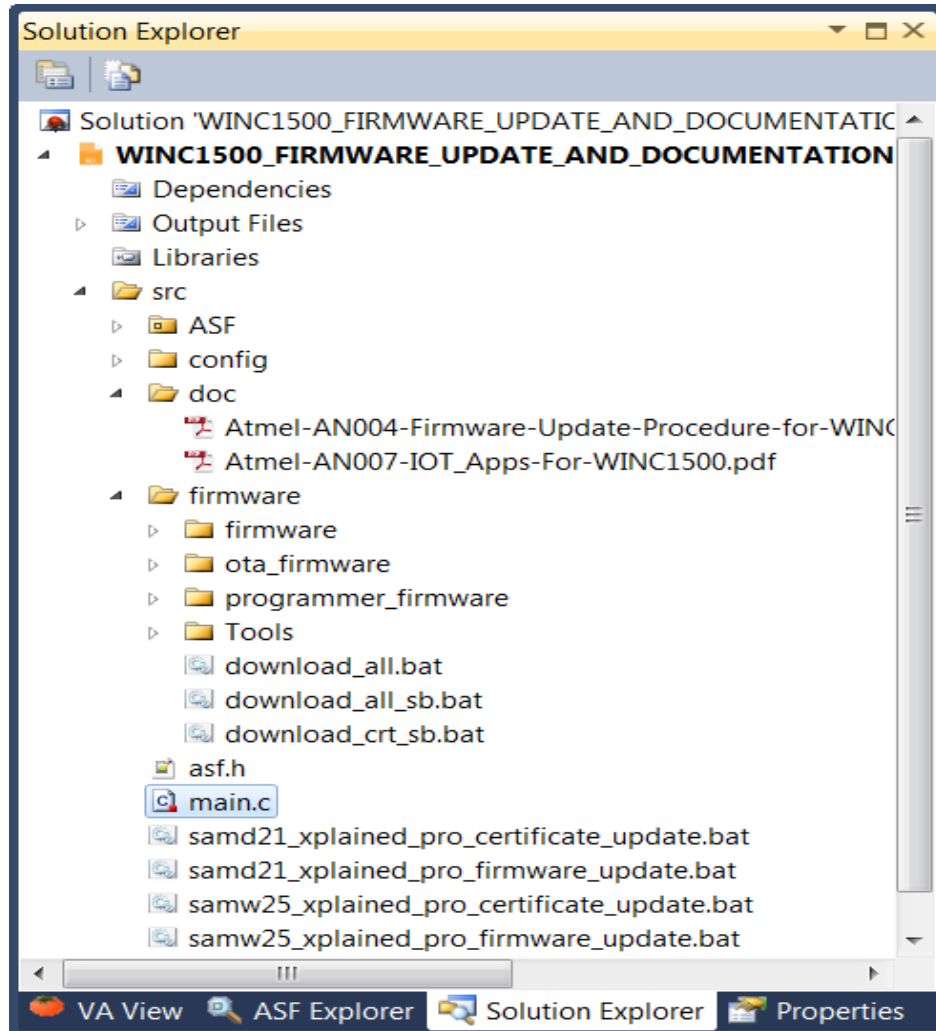 Solution Explorer
Solution 'WINC1500_FIRMWARE_UPDATE_AND_DOCUMENTATIC
WINC1500_FIRMWARE_UPDATE_AND_DOCUMENTATION
Dependencies
Output Files
Libraries
src
ASF
config
doc
Atmel-AN004-Firmware-Update-Procedure-for-WINC
Atmel-AN007-IOT_Apps-For-WINC1500.pdf
firmware
firmware
ota_firmware
programmer_firmware
Tools
download_all.bat
download_all_sb.bat
download_crt_sb.bat
asf.h
main.c
samd21_xplained_pro_certificate_update.bat
samd21_xplained_pro_firmware_update.bat
samw25_xplained_pro_certificate_update.bat
samw25_xplained_pro_firmware_update.bat
VA View ASF Explorer Solution Explorer Properties